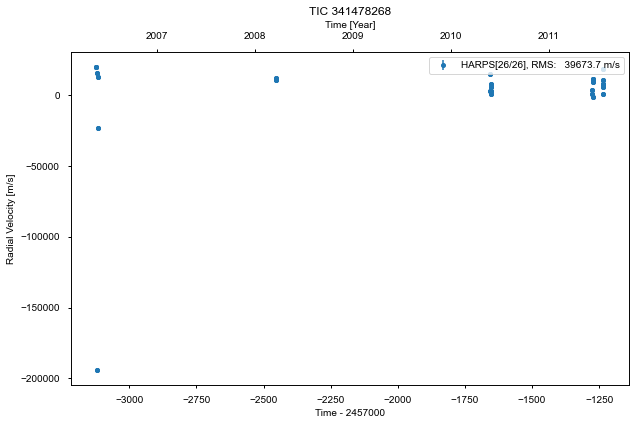 TIC 341478268
Time [Year]
2007 2008 2009 2010 2011
HARPS[26/26], RMS: 39673.7 m/s
0
−50000
−100000
−150000
−200000
Radial Velocity [m/s]
−3000 −2750 −2500 −2250 −2000 −1750 −1500 −1250
Time - 2457000